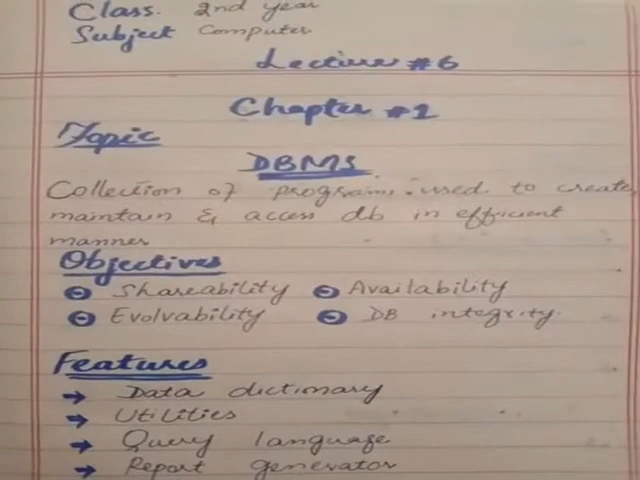 Class. 2nd year
Subject Computer
Lecture #6
Chapter #1
Topic
DBMS
Collection of programs used to create,
maintain & access db in efficient
manner
Objectives
Shareability Availability
Evolvability DB integrity.
Features
→ Data dictionary
→ Utilities
→ Query language
→ Report generator